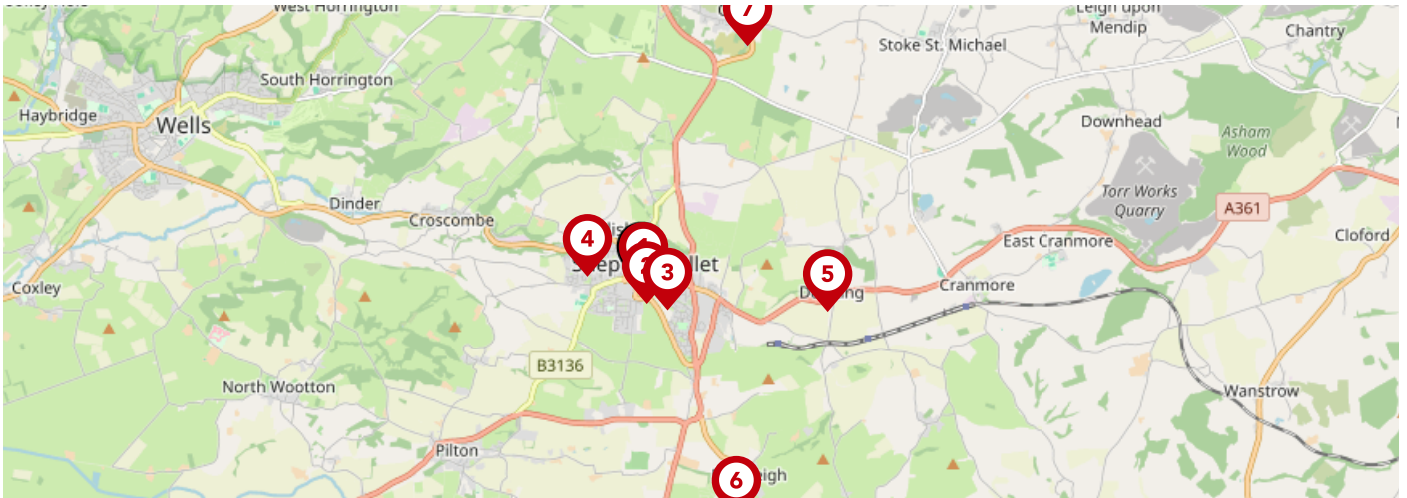 West Horrington
7
Leigh upon
Mendip
Chantry
Stoke St. Michael
South Horrington
Haybridge
Wells
Downhead
Asham
Wood
Torr Works
Quarry
A361
Dinder
Croscombe
4
East Cranmore
Cloford
3
5
Cranmore
Coxley
B3136
North Wootton
Wanstrow
Pilton
6